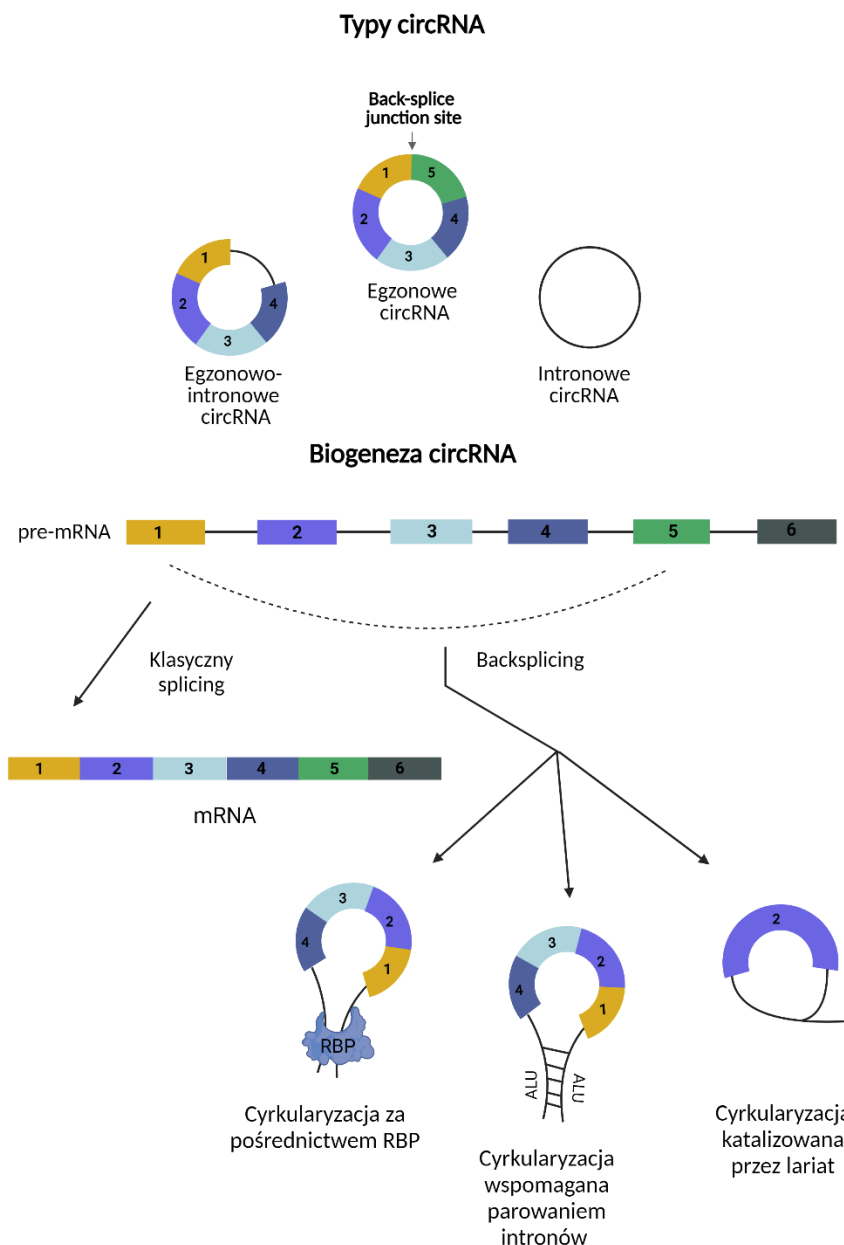 Typy circRNA
Back-splice
junction site
1 5
2 4
3
Egzonowe
circRNA
1
2 4
3
Egzonowo-
intronowe
circRNA
Intronowe
circRNA
Biogeneza circRNA
pre-mRNA 1 2 3 4 5 6
Klasyczny
splicing
Backsplicing
1 2 3 4 5 6
mRNA
3
2
4
1
RBP
Cyrkularyzacja za
pośrednictwem RBP
3
2
4
1
ALU ALU
Cyrkularyzacja
wspomagana
parowaniem
intronów
2
Cyrkularyzacja
katalizowana
przez lariat